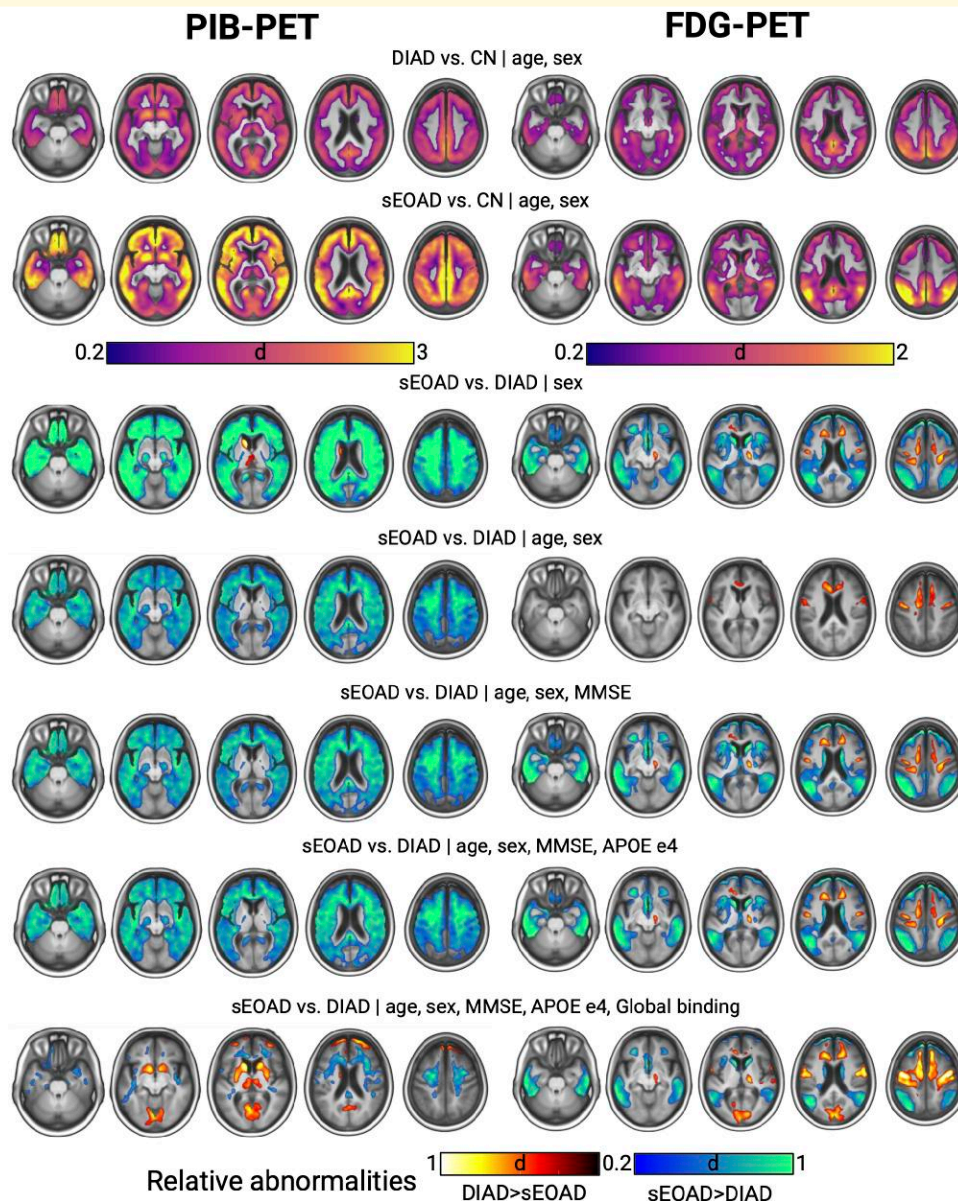 PIB-PET FDG-PET
DIAD vs. CN | age, sex
sEOAD vs. CN | age, sex
0.2 d 3 0.2 d 2
sEOAD vs. DIAD | sex
sEOAD vs. DIAD | age, sex
sEOAD vs. DIAD | age, sex, MMSE
sEOAD vs. DIAD | age, sex, MMSE, APOE e4
sEOAD vs. DIAD | age, sex, MMSE, APOE e4, Global binding
Relative abnormalities 1 d 0.2 d 1
DIAD>sEOAD sEOAD>DIAD